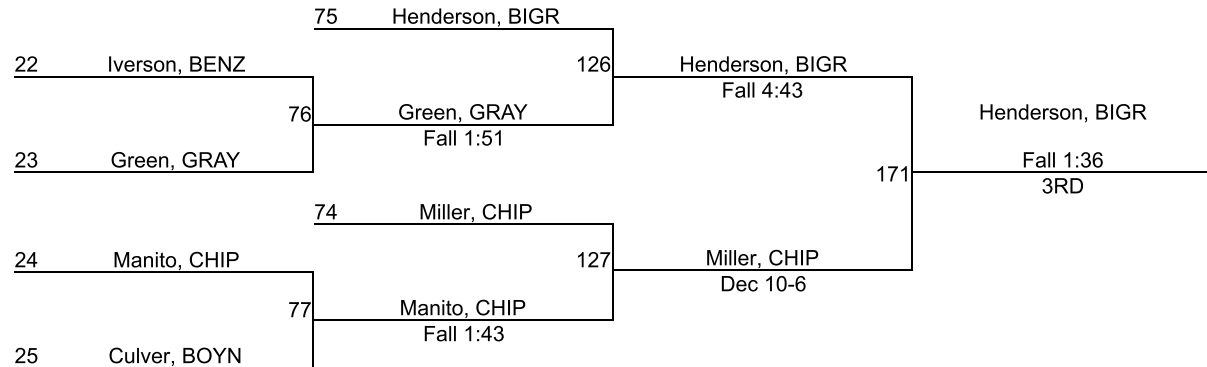 75 Henderson, BIGR
22 Iverson, BENZ
126 Henderson, BIGR
Fall 4:43
76 Green, GRAY
Fall 1:51
Henderson, BIGR
23 Green, GRAY
Fall 1:36
171
3RD
74 Miller, CHIP
24 Manito, CHIP
127 Miller, CHIP
Dec 10-6
77 Manito, CHIP
Fall 1:43
25 Culver, BOYN